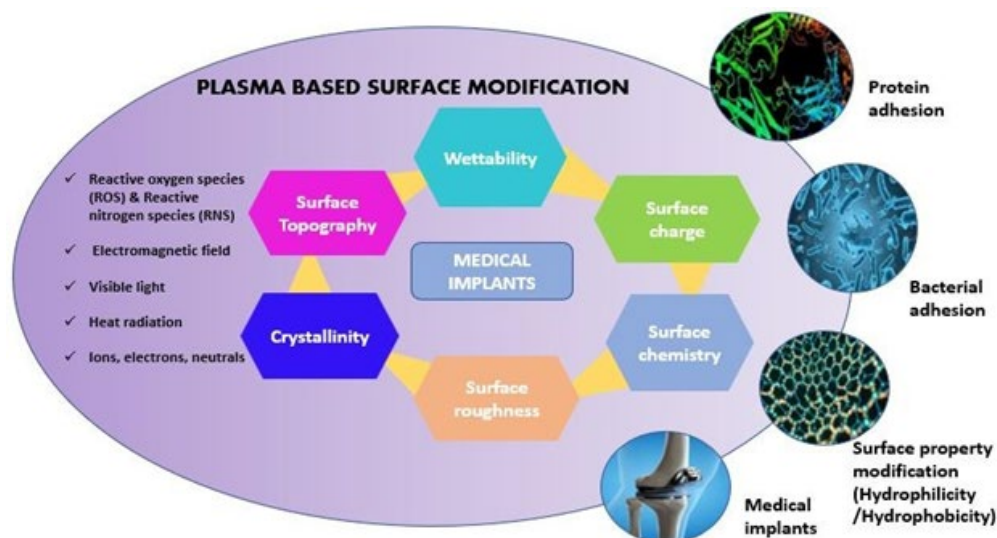 PLASMA BASED SURFACE MODIFICATION
✓ Reactive oxygen species
(ROS) & Reactive
nitrogen species (RNS)
✓ Electromagnetic field
✓ Visible light
✓ Heat radiation
✓ Ions, electrons, neutrals
Wettability
Surface
Topography
Surface
charge
MEDICAL
IMPLANTS
Crystallinity
Surface
chemistry
Surface
roughness
Protein
adhesion
Bacterial
adhesion
Surface property
modification
(Hydrophilicity
/Hydrophobicity)
Medical
implants